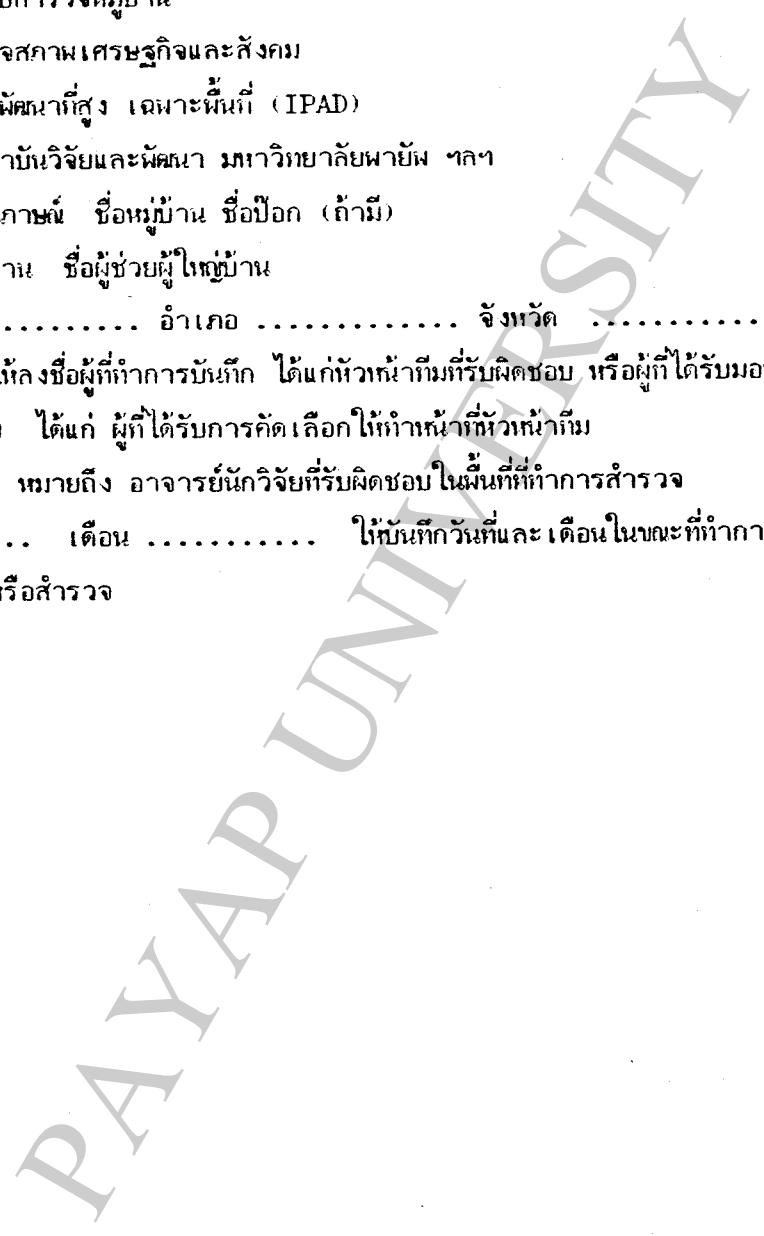 จสภาพเศรษฐกิจและสังคม
พัฒนาที่สูง เฉพาะพื้นที่ (IPAD)
าบันวิจัยและพัฒนา มหาวิทยาลัยพายัพ ฯลฯ
ภาษณ์ ชื่อหมู่บ้าน ชื่อป๊อก (ถ้ามี)
าน ชื่อผู้ช่วยผู้ใหญ่บ้าน
......... อำเภอ ............. จังหวัด ...........
ให้ลงชื่อผู้ที่ทำการบันทึก ได้แก่หัวหน้าทีมที่รับผิดชอบ หรือผู้ที่ได้รับมอ
ได้แก่ ผู้ที่ได้รับการคัดเลือกให้ทำหน้าที่หัวหน้าทีม
หมายถึง อาจารย์นักวิจัยที่รับผิดชอบในพื้นที่ที่ทำการสำรวจ
.. เดือน ........... ให้บันทึกวันที่และเดือนในขณะที่ทำกา
หรือสำรวจ
PAYAP UNIVERSITY